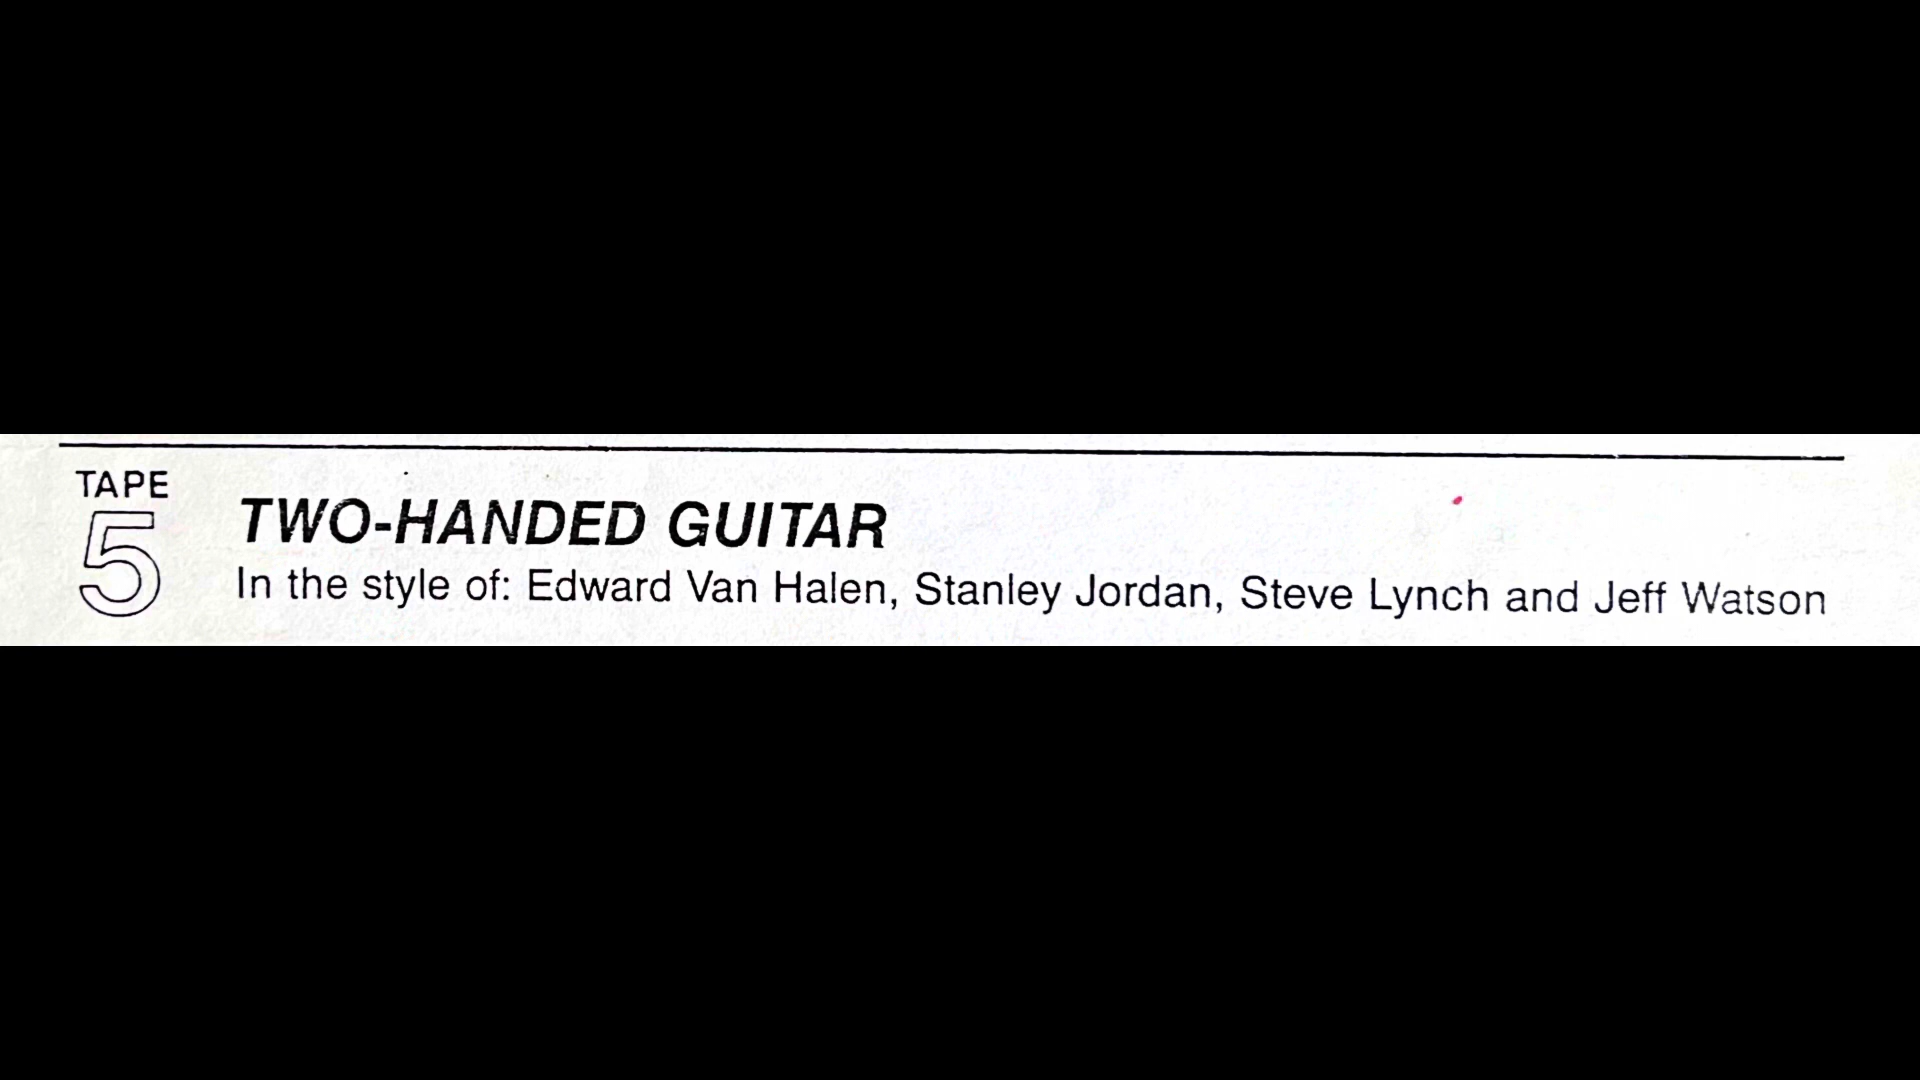 TAPE
5
TWO-HANDED GUITAR
In the style of: Edward Van Halen, Stanley Jordan, Steve Lynch and Jeff Watson